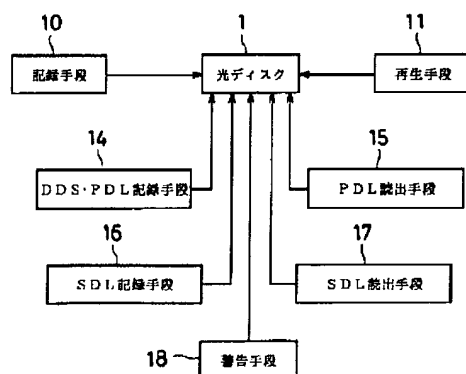 10
1
11
記録手段
光ディスク
再生手段
14
15
DDS・PDL記録手段
PDL読出手段
16
17
SDL記録手段
SDL読出手段
18
警告手段